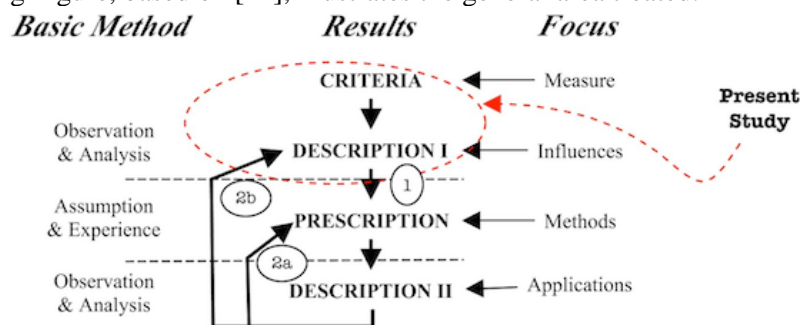 Basic Method Results Focus
CRITERIA Measure
Present
Study
Observation
& Analysis
DESCRIPTION I Influences
1
2b
Assumption
& Experience
PRESCRIPTION Methods
2a
Observation
& Analysis
DESCRIPTION II Applications